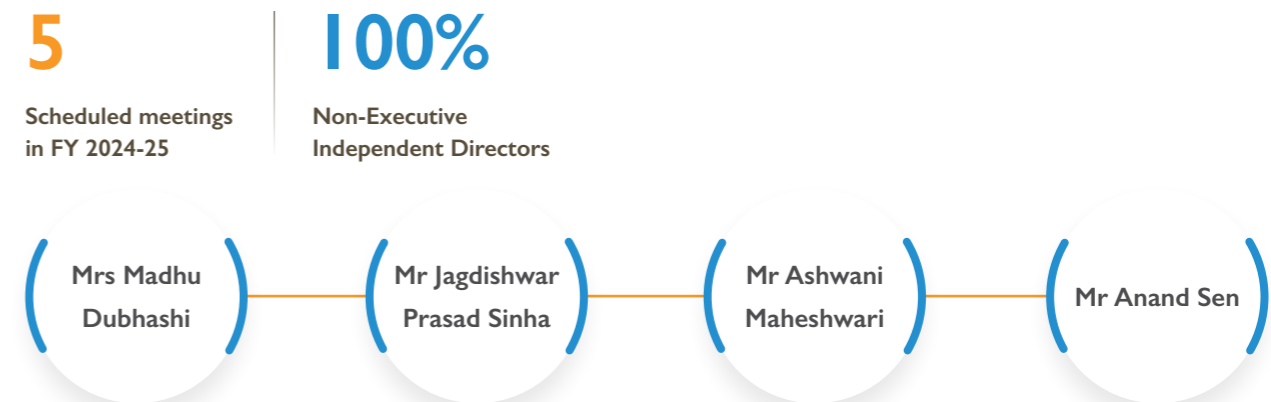 5
Scheduled meetings
in FY 2024-25
100%
Non-Executive
Independent Directors
Mrs Madhu
Dubhashi
Mr Jagdishwar
Prasad Sinha
Mr Ashwani
Maheshwari
Mr Anand Sen